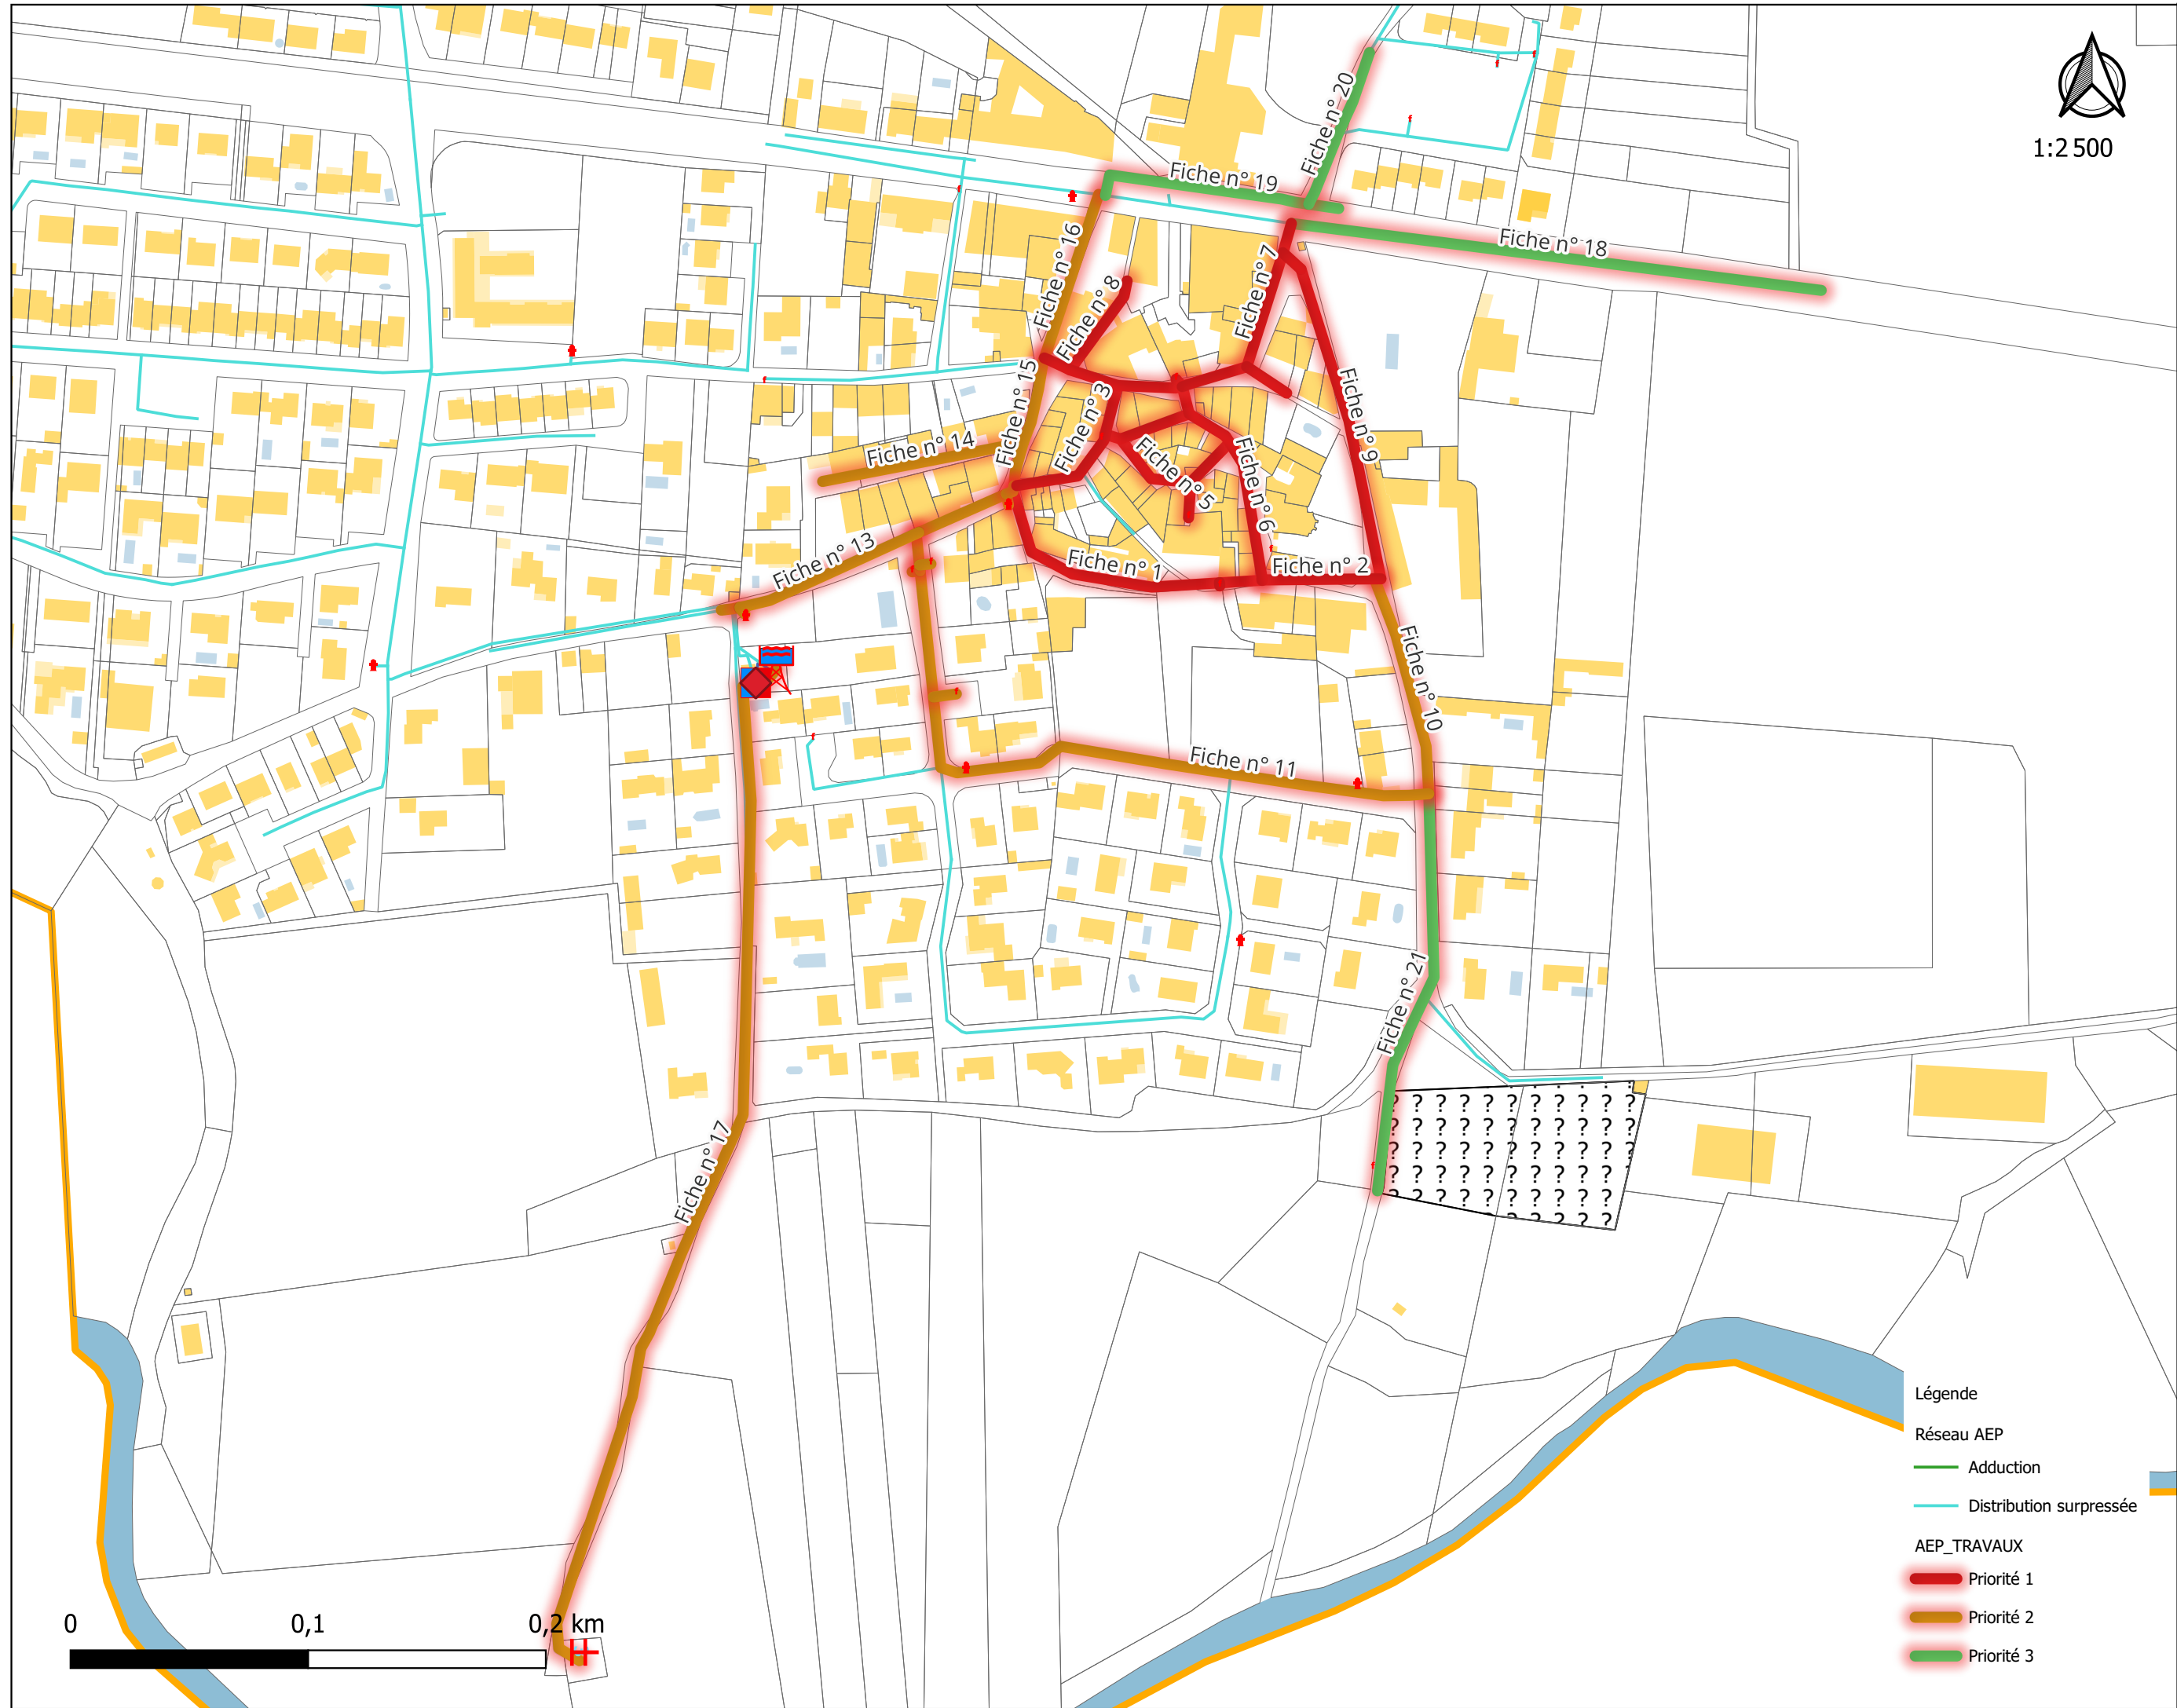 1:2 500
Fiche n° 20
Fiche n° 19
Fiche n° 18
Fiche n° 16
Fiche n° 7
Fiche n° 8
Fiche n° 15
Fiche n° 3
Fiche n° 9
Fiche n° 14
Fiche n° 5
Fiche n° 6
Fiche n° 13
Fiche n° 1
Fiche n° 2
Fiche n° 10
Fiche n° 11
Fiche n° 21
? ? ? ? ? ? ? ? ? ? ?
? ? ? ? ? ? ? ? ? ? ?
? ? ? ? ? ? ? ? ? ? ?
? ? ? ? ? ? ? ? ? ?
? ? ? ? ? ? ? ? ? ?
? ? ? ? ?
Fiche n° 17
Légende
Réseau AEP
Adduction
Distribution surpressée
AEP_TRAVAUX
Priorité 1
Priorité 2
Priorité 3
0 0,1 0,2 km